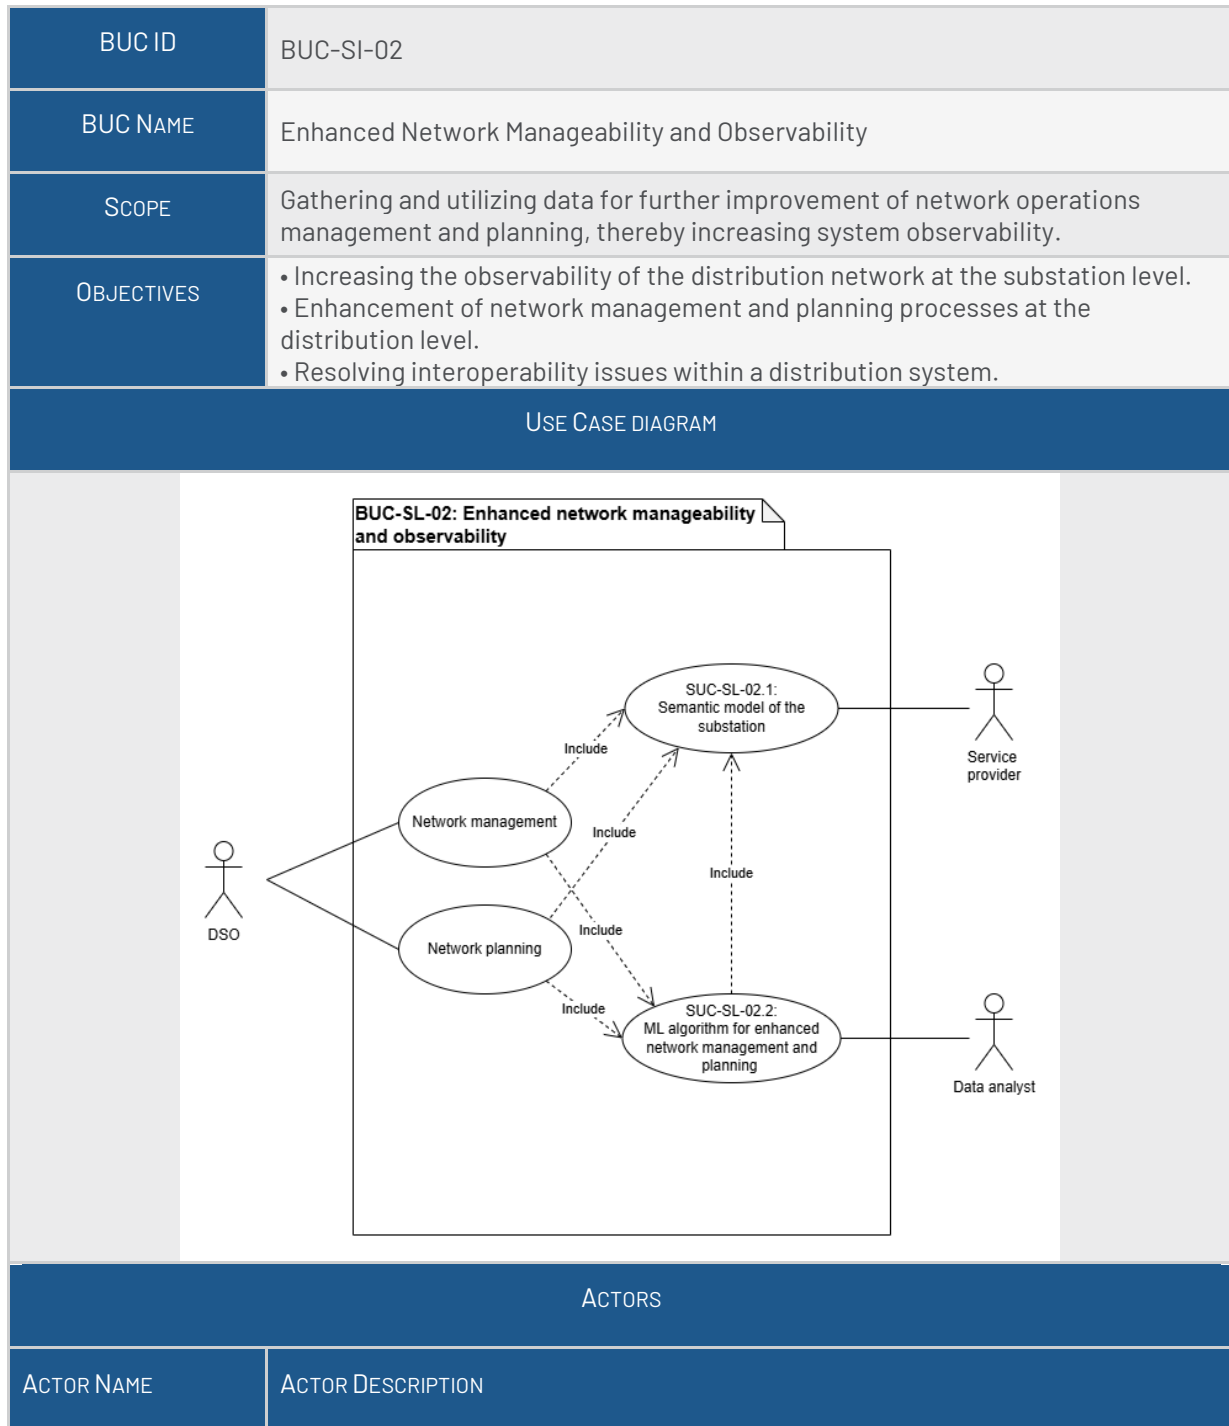 BUC ID
BUC-SI-02
BUC NAME
Enhanced Network Manageability and Observability
SCOPE
Gathering and utilizing data for further improvement of network operations
management and planning, thereby increasing system observability.
OBJECTIVES
• Increasing the observability of the distribution network at the substation level.
• Enhancement of network management and planning processes at the
distribution level.
• Resolving interoperability issues within a distribution system.
USE CASE DIAGRAM
BUC-SL-02: Enhanced network manageability
and observability
SUC-SL-02.1:
Semantic model of the
substation
Service
provider
Include
Network management
Include
Include
DSO
Include
Network planning
Include
SUC-SL-02.2:
ML algorithm for enhanced
network management and
planning
Data analyst
ACTORS
ACTOR NAME
ACTOR DESCRIPTION